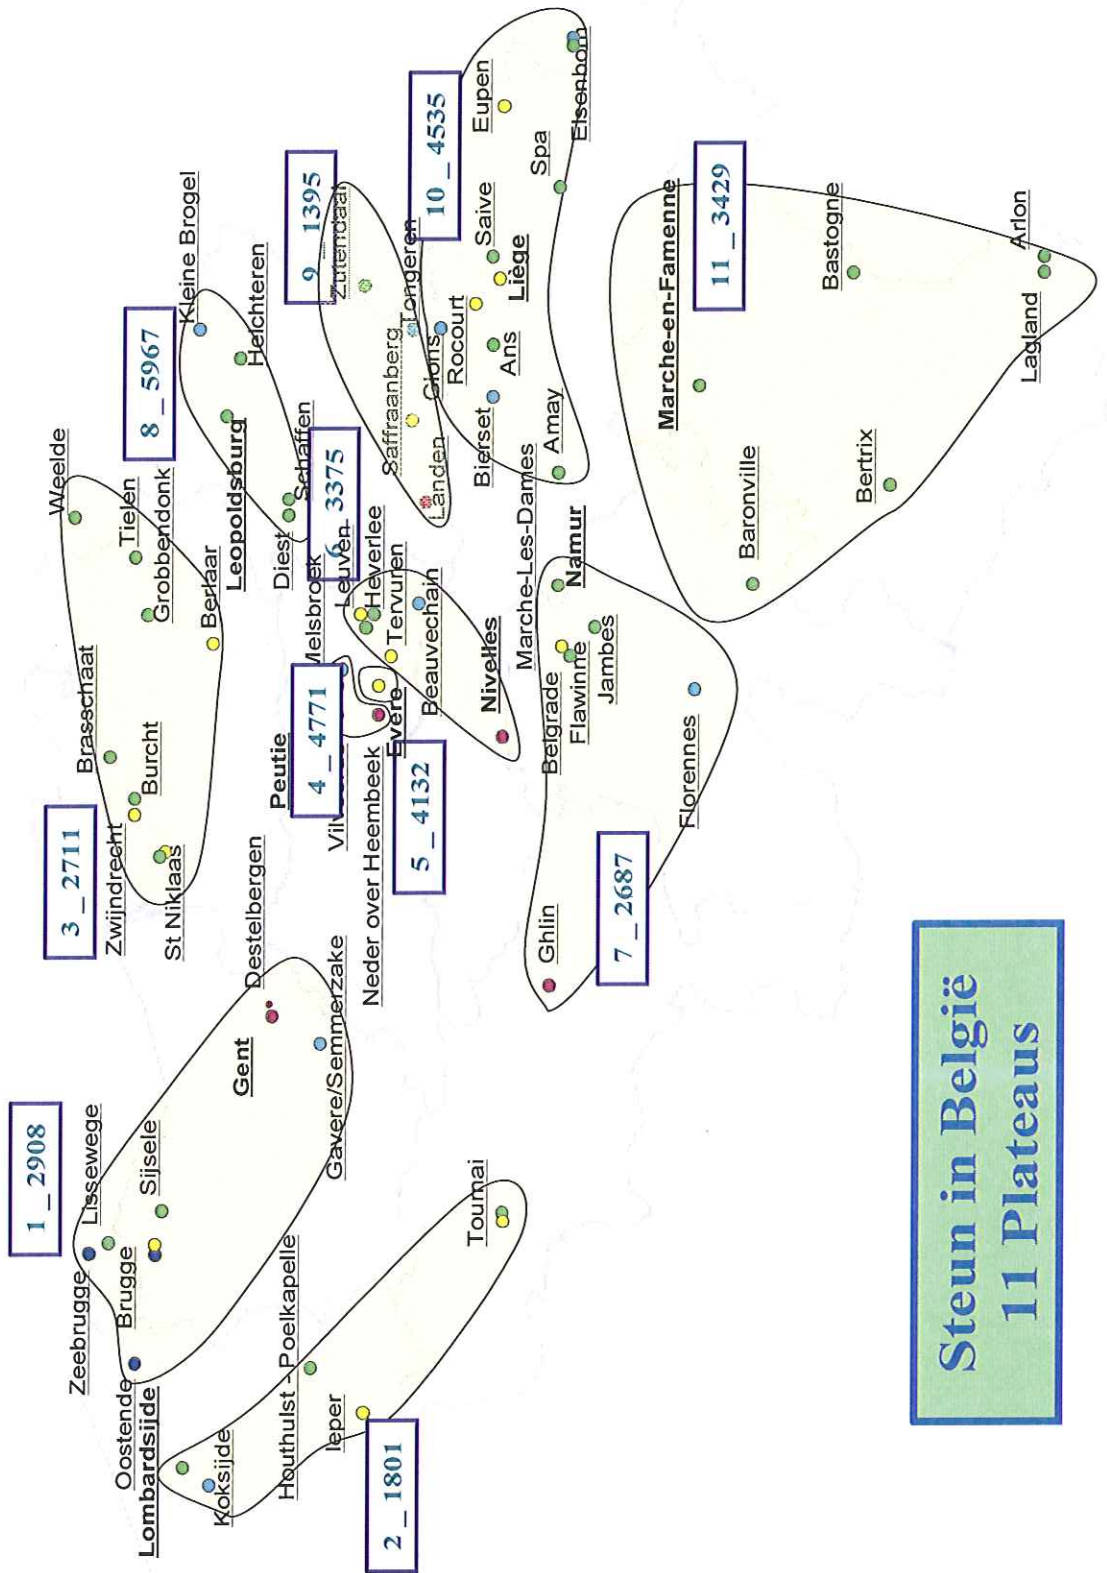 1 _ 2908
Lissewege
Zeebrugge
Sijsele
Brugge
Oostende
Lombardsijde
Gent
Destelbergen
Gavere/Semmerzake
Koksijde
Houthulst - Poelkapelle
Ieper
2 _ 1801
Tournai
3 _ 2711
Zwijndrecht
St Niklaas
Burcht
Brasschaat
Weelde
Tielen
Grobbendonk
Berlaar
8 _ 5967
Kleine Brogel
Helchteren
Leopoldsburg
Schaffen
Diest
Peutie
4 _ 4771
Melsbroek
Neder over Heembeek
Evere
5 _ 4132
6 _ 3375
Leuven
Heverlee
Tervuren
Beauvechain
Nivelles
9 _ 1395
Zutendaal
Tongeren
Saffraanberg
Landen
Glons
10 _ 4535
Eupen
Elsenborn
Spa
Saive
Liège
Rocourt
Ans
Bierset
Amay
Marche-Les-Dames
Namur
Belgrade
Flawinne
Jambes
Florennes
Ghlin
7 _ 2687
Marche-en-Famenne
11 _ 3429
Bastogne
Arlon
Lagland
Bertrix
Baronville
Steun in België
11 Plateaus